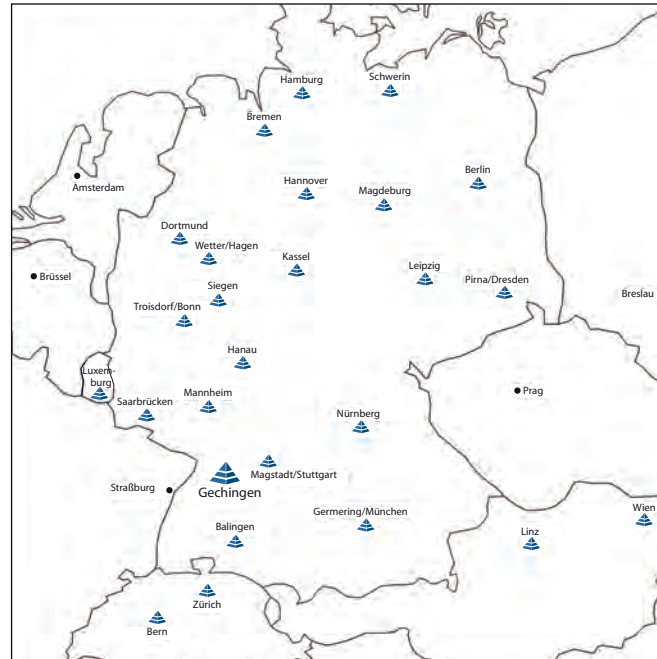 Schwerin
Hamburg
Bremen
Berlin
Hannover
Magdeburg
Amsterdam
Dortmund
Wetter/Hagen
Kassel
Leipzig
Brüssel
Pirna/Dresden
Siegen
Breslau
Troisdorf/Bonn
Hanau
Luxem-
burg
Prag
Mannheim
Saarbrücken
Nürnberg
Magstadt/Stuttgart
Straßburg
Gechingen
Wien
Germering/München
Balingen
Linz
Zürich
Bern